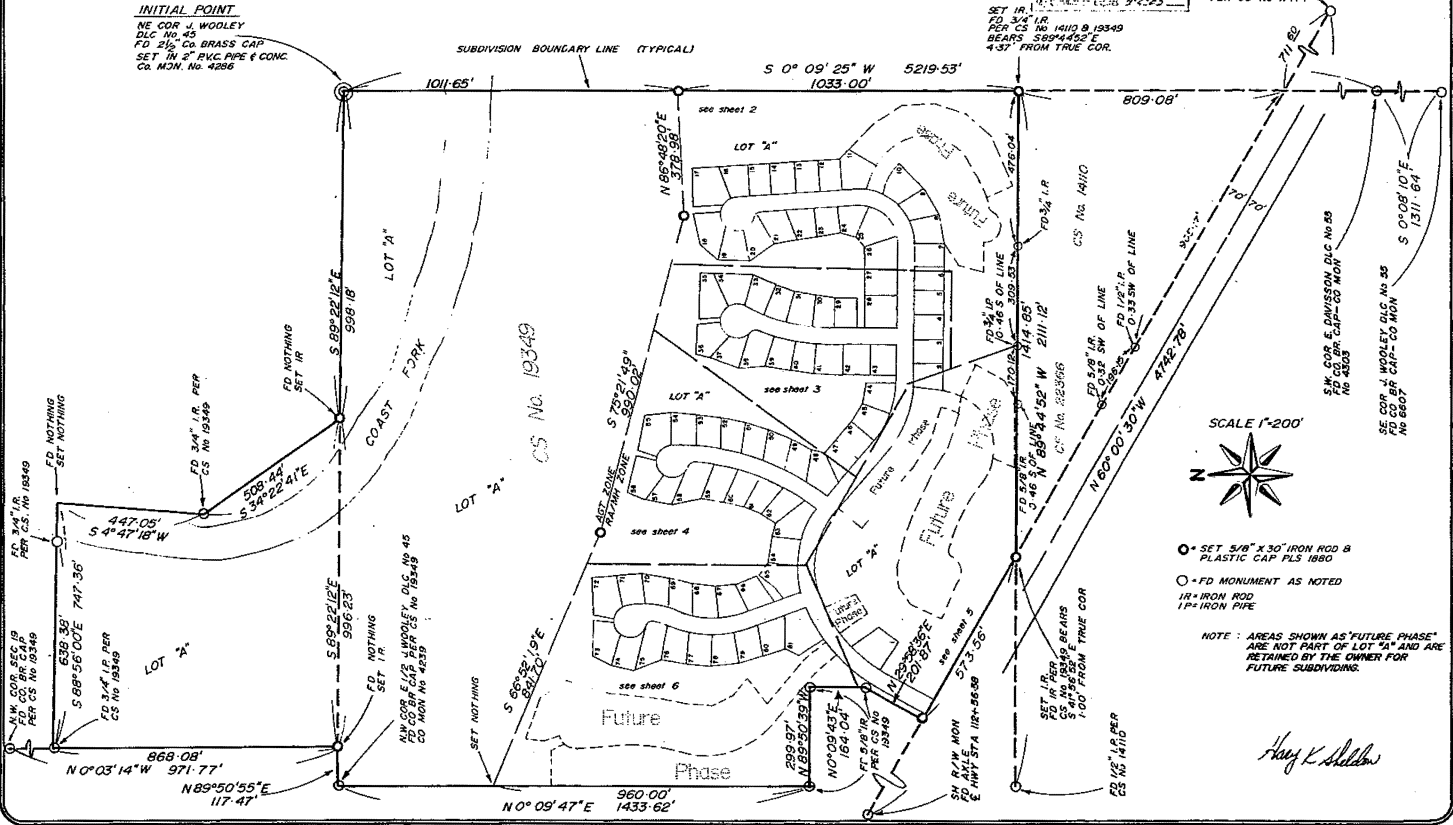 INITIAL POINT
NE COR J. WOOLEY
DLC No 45
FD 2½" Co. BRASS CAP
SET IN 2" P.V.C. PIPE & CONC.
Co. MON. No. 4286
SUBDIVISION BOUNDARY LINE (TYPICAL)
1011.65'
S 0° 09' 25" W 5219.53'
1033.00'
SET I.R.
FD 3/4" I.R.
PER CS No 14110 & 19349
BEARS S89°44'52"E
4.37' FROM TRUE COR.
809.08'
711.60
see sheet 2
LOT "A"
N 86°48'20"E
378.98'
Future
Phase
476.04'
FD 3/4" I.R.
CS No. 14110
70' 70'
S 0°08'10"E
1311.64'
S.W. COR E. DAVISSON DLC No 55
FD CO. BR. CAP-CO MON
No 4303
SE. COR J. WOOLEY DLC No 55
FD CO BR CAP-CO MON
No 6607
S 89°22'12"E
998.18'
LOT "A"
COAST FORK
FD NOTHING
SET IR
CS No. 19349
S 75°21'49"E
990.02'
AGT ZONE
RA/MH ZONE
LOT "A"
see sheet 3
FD 3/4 I.P.
0.46 S OF LINE
309.53
1414.85'
N 89°44'52" W 2111.12'
170.12
FD 5/8" I.R.
CS No. 22366
FD 5/8" I.R.
0.32 SW OF LINE
FD 1/2" I.P.
0.33 SW OF LINE
196.15'
4742.78'
N 60°00'30"W
SCALE 1"=200'
N
FD NOTHING
SET NOTHING
FD 3/4" I.R. PER
CS No 19349
508.44'
S 34°22'41"E
447.05'
S 4°47'18"W
FD 3/4" I.R.
PER CS. No 19349
638.38'
S 88°56'00"E 747.36'
LOT "A"
FD 3/4" I.P. PER
CS No 19349
N.W. COR. SEC 19
FD. CO. BR. CAP
PER CS No 19349
S 89°22'12"E
996.23'
FD NOTHING
SET I.R.
N.W COR E 1/2 J.WOOLEY DLC No 45
FD CO BR CAP PER CS No 19349
CO MON No 4239
LOT "A"
SET NOTHING
S 66°52'19"E
841.70'
see sheet 4
see sheet 6
Future
Phase
Future
Phase
Future
Phase
LOT "A"
Future
Phase
N 29°58'36"E
201.87'
see sheet 5
573.56'
SET I.R.
FD IR PER
CS No 19349 BEARS
S 41°56'52" E
1.00' FROM TRUE COR
O = SET 5/8" X 30" IRON ROD &
PLASTIC CAP PLS 1880
O = FD MONUMENT AS NOTED
IR = IRON ROD
IP = IRON PIPE
NOTE : AREAS SHOWN AS 'FUTURE PHASE'
ARE NOT PART OF LOT "A" AND ARE
RETAINED BY THE OWNER FOR
FUTURE SUBDIVIDING.
868.08'
N 0°03'14"W 971.77'
N89°50'55"E
117.47'
960.00'
N 0° 09' 47"E 1433.62'
299.97'
N 89°50'39"W
N0°09'43"E
164.04'
FD 5/8" IR
PER CS No
19349
SH R/W MON
FD AXLE
℄ HWY. STA 112+56.58
FD 1/2" I.P. PER
CS No 14110